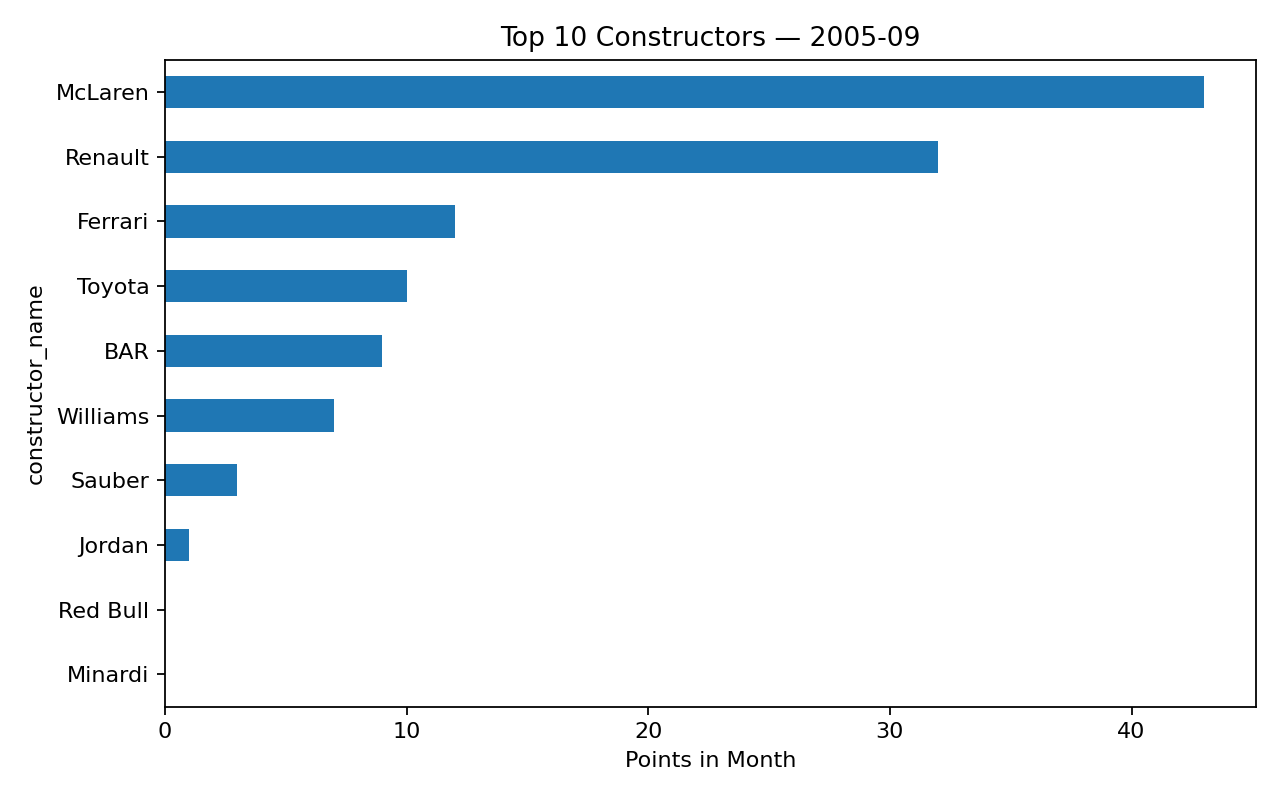 Top 10 Constructors — 2005-09
constructor_name
McLaren
Renault
Ferrari
Toyota
BAR
Williams
Sauber
Jordan
Red Bull
Minardi
0 10 20 30 40
Points in Month